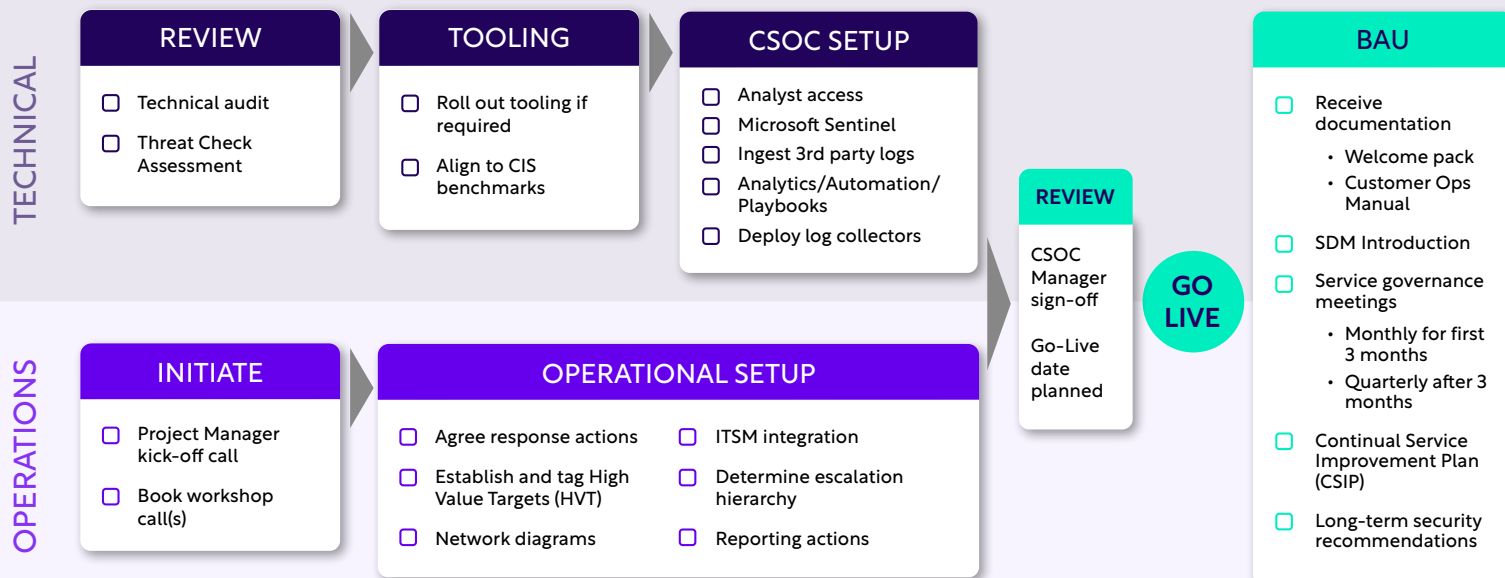 TECHNICAL
REVIEW
Technical audit
Threat Check
Assessment
TOOLING
Roll out tooling if
required
Align to CIS
benchmarks
CSOC SETUP
Analyst access
Microsoft Sentinel
Ingest 3rd party logs
Analytics/Automation/
Playbooks
Deploy log collectors
OPERATIONS
INITIATE
Project Manager
kick-off call
Book workshop
call(s)
OPERATIONAL SETUP
Agree response actions
Establish and tag High
Value Targets (HVT)
Network diagrams
ITSM integration
Determine escalation
hierarchy
Reporting actions
REVIEW
CSOC
Manager
sign-off
Go-Live
date
planned
GO
LIVE
BAU
Receive
documentation
• Welcome pack
• Customer Ops
Manual
SDM Introduction
Service governance
meetings
• Monthly for first
3 months
• Quarterly after 3
months
Continual Service
Improvement Plan
(CSIP)
Long-term security
recommendations